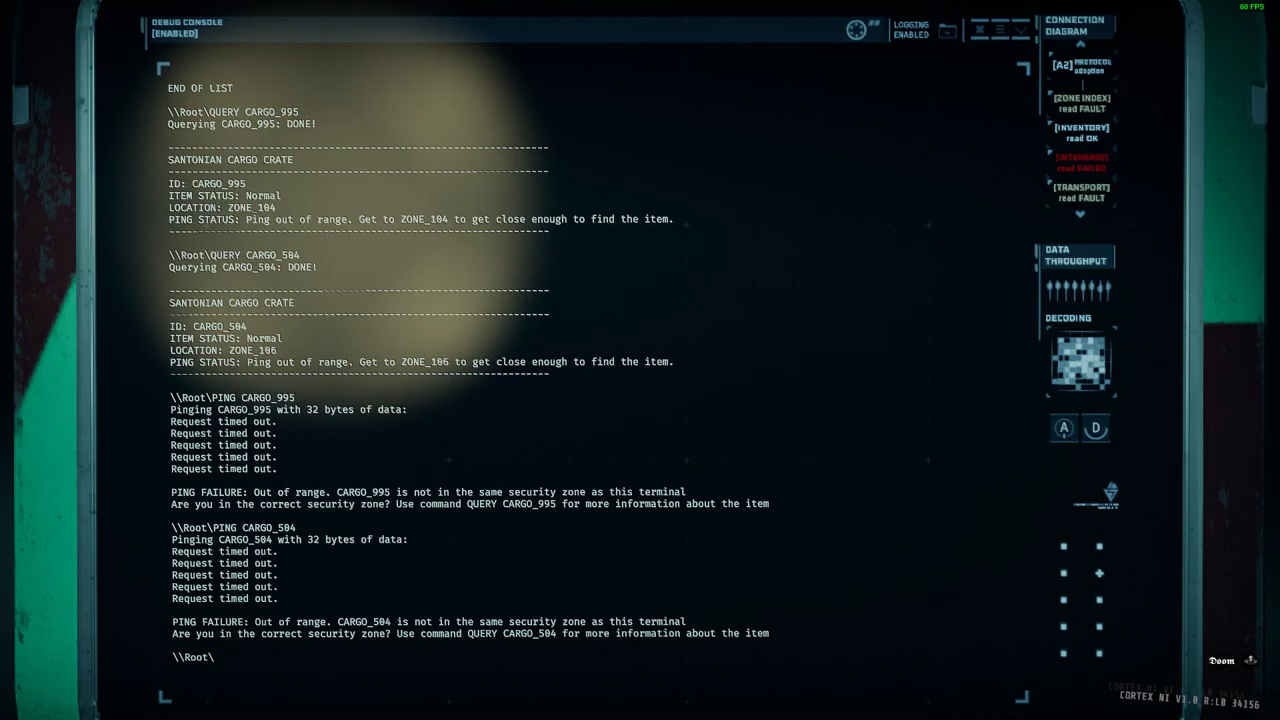 60 FPS
DEBUG CONSOLE
[ENABLED]
LOGGING
ENABLED
CONNECTION
DIAGRAM
[A2] PROTOCOL
adoption
[ZONE INDEX]
read FAULT
[INVENTORY]
read OK
[INTERBASE]
read FAILED
[TRANSPORT]
read FAULT
DATA
THROUGHPUT
DECODING
A D
END OF LIST
\\Root\QUERY CARGO_995
Querying CARGO_995: DONE!
----------------------------------------------------------------
SANTONIAN CARGO CRATE
----------------------------------------------------------------
ID: CARGO_995
ITEM STATUS: Normal
LOCATION: ZONE_104
PING STATUS: Ping out of range. Get to ZONE_104 to get close enough to find the item.
----------------------------------------------------------------
\\Root\QUERY CARGO_504
Querying CARGO_504: DONE!
----------------------------------------------------------------
SANTONIAN CARGO CRATE
----------------------------------------------------------------
ID: CARGO_504
ITEM STATUS: Normal
LOCATION: ZONE_106
PING STATUS: Ping out of range. Get to ZONE_106 to get close enough to find the item.
----------------------------------------------------------------
\\Root\PING CARGO_995
Pinging CARGO_995 with 32 bytes of data:
Request timed out.
Request timed out.
Request timed out.
Request timed out.
Request timed out.
PING FAILURE: Out of range. CARGO_995 is not in the same security zone as this terminal
Are you in the correct security zone? Use command QUERY CARGO_995 for more information about the item
\\Root\PING CARGO_504
Pinging CARGO_504 with 32 bytes of data:
Request timed out.
Request timed out.
Request timed out.
Request timed out.
Request timed out.
PING FAILURE: Out of range. CARGO_504 is not in the same security zone as this terminal
Are you in the correct security zone? Use command QUERY CARGO_504 for more information about the item
\\Root\
Doom
CORTEX NI V1.0 R:L0 34156